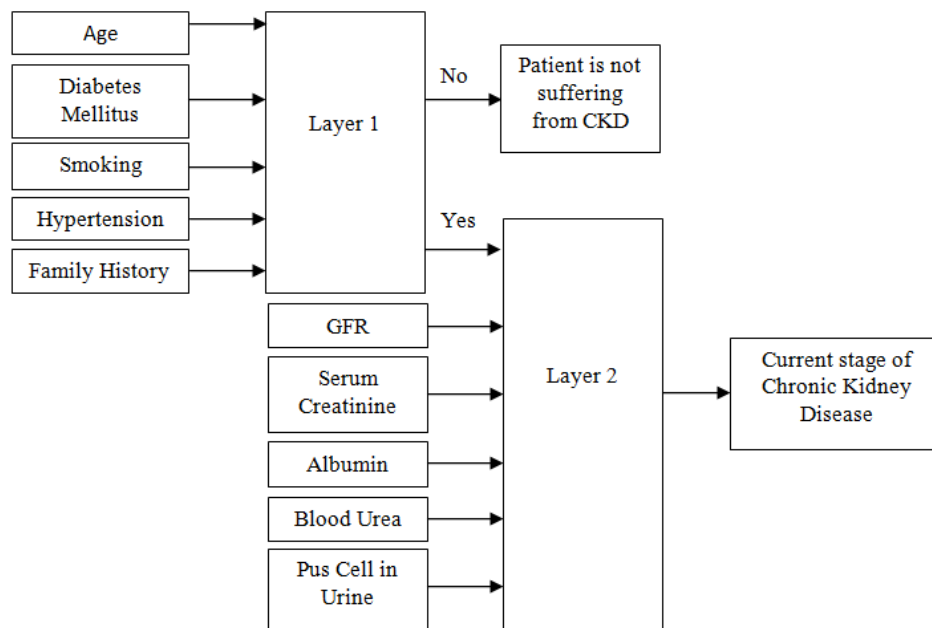 Age
Diabetes
Mellitus
Smoking
Hypertension
Family History
Layer 1
No
Patient is not
suffering
from CKD
Yes
GFR
Serum
Creatinine
Albumin
Blood Urea
Pus Cell in
Urine
Layer 2
Current stage of
Chronic Kidney
Disease